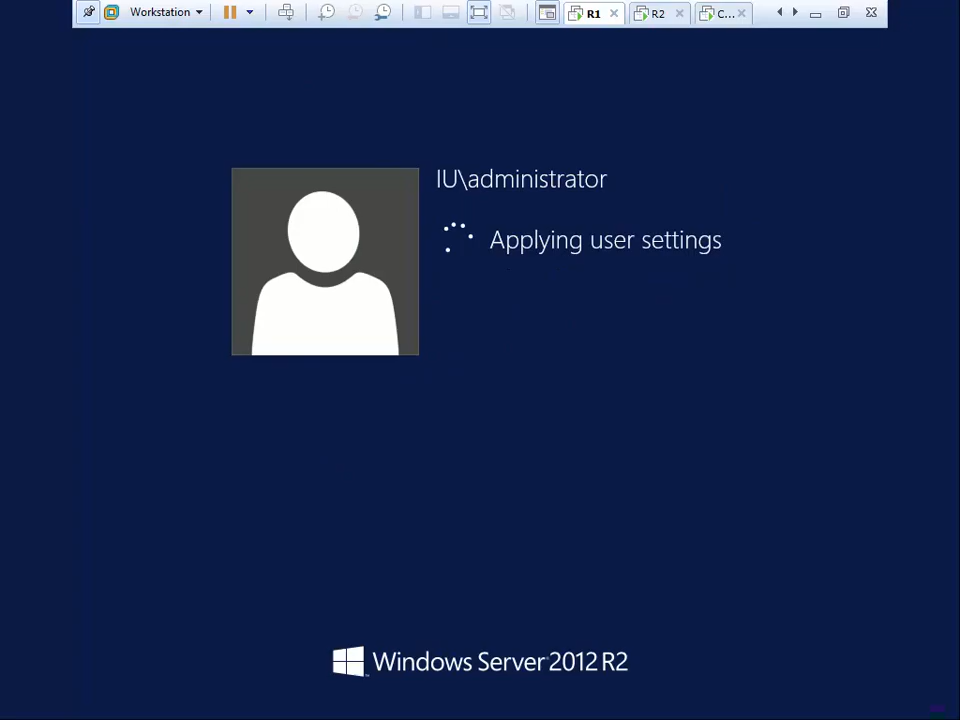 Workstation R1 R2 C...
IU\administrator
Applying user settings
Windows Server 2012 R2